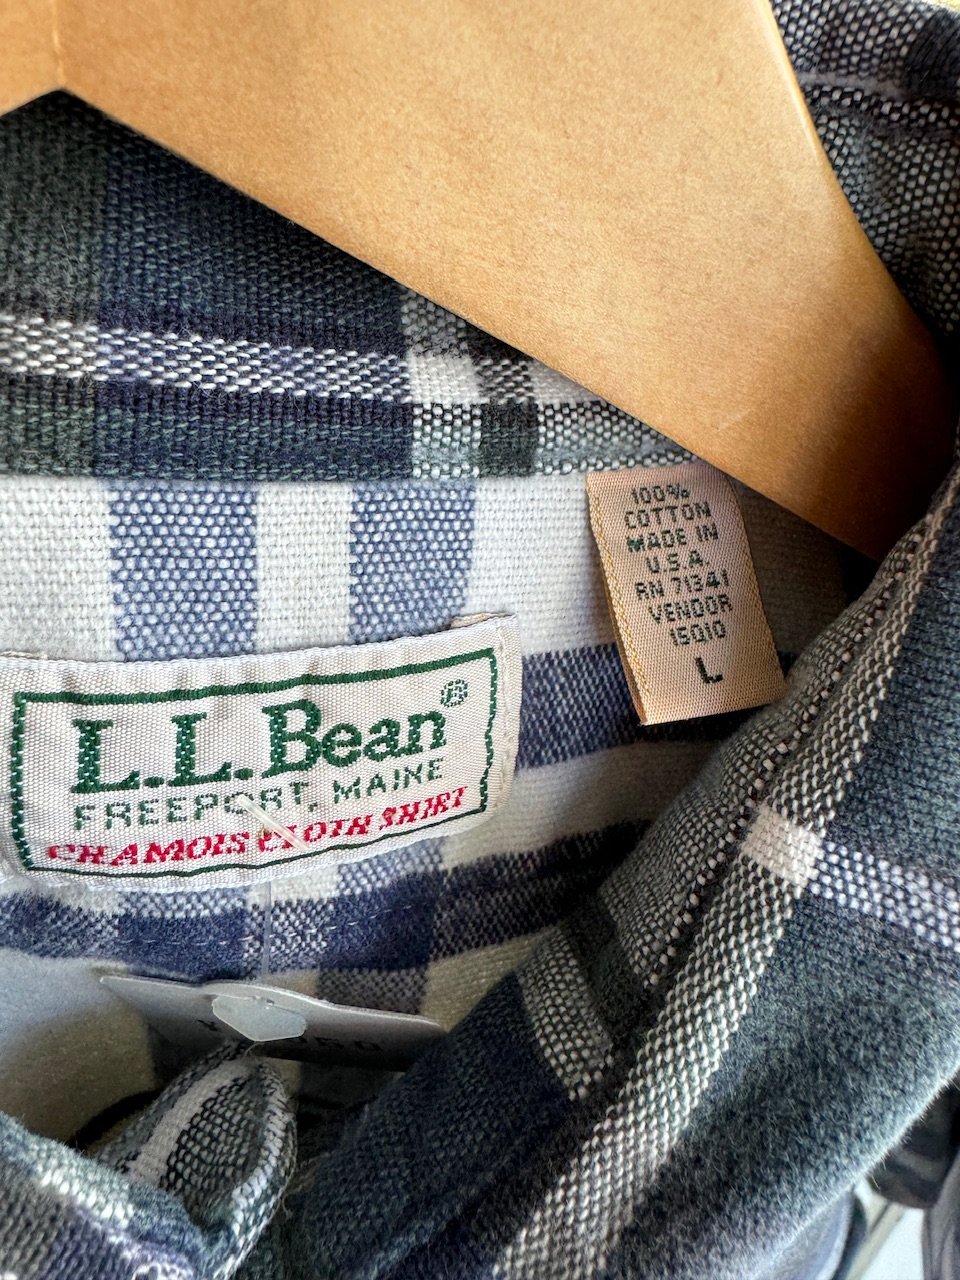 100%
COTTON
MADE IN
U.S.A.
RN 71341
VENDOR
15010
L
L.L.Bean®
FREEPORT, MAINE
CHAMOIS CLOTH SHIRT